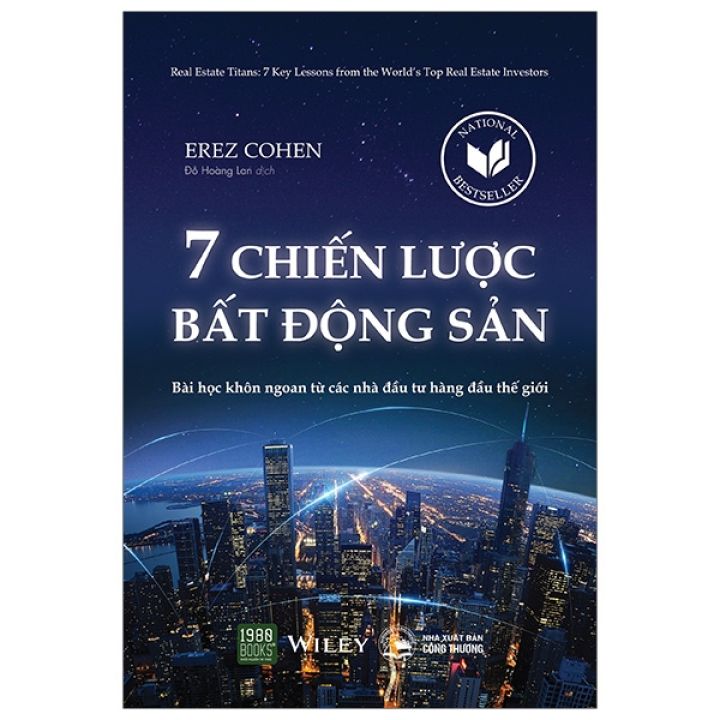 Real Estate Titans: 7 Key Lessons from the World's Top Real Estate Investors
NATIONAL
BESTSELLER
EREZ COHEN
Đỗ Hoàng Lan dịch
7 CHIẾN LƯỢC
BẤT ĐỘNG SẢN
Bài học khôn ngoan từ các nhà đầu tư hàng đầu thế giới
1980
BOOKS
WILEY
NHÀ XUẤT BẢN
CÔNG THƯƠNG